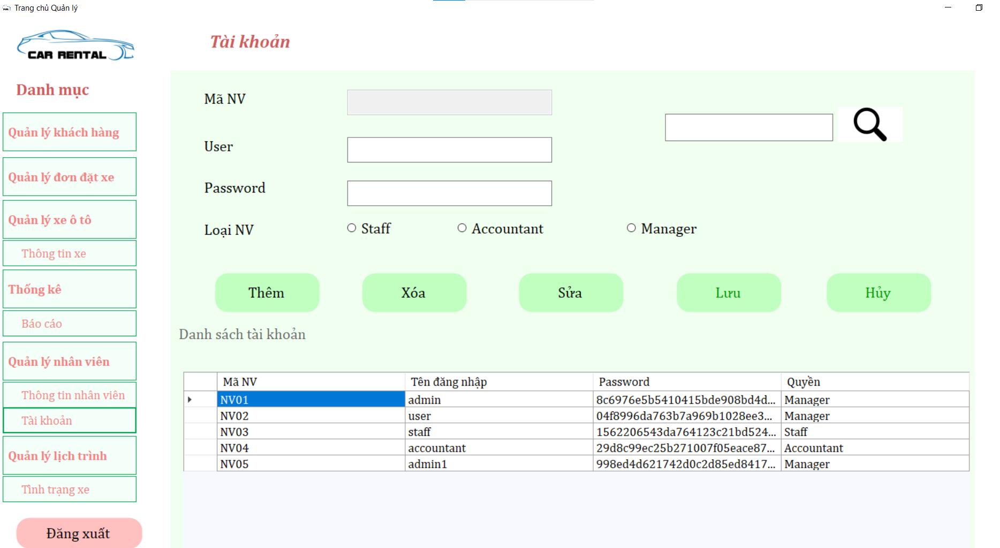 Trang chủ Quản lý
CAR RENTAL
Danh mục
Quản lý khách hàng
Quản lý đơn đặt xe
Quản lý xe ô tô
Thông tin xe
Thống kê
Báo cáo
Quản lý nhân viên
Thông tin nhân viên
Tài khoản
Quản lý lịch trình
Tình trạng xe
Đăng xuất
Tài khoản
Mã NV
User
Password
Loại NV
Staff Accountant Manager
Thêm Xóa Sửa Lưu Hủy
Danh sách tài khoản
Mã NV Tên đăng nhập Password Quyền
NV01 admin 8c6976e5b5410415bde908bd4d... Manager
NV02 user 04f8996da763b7a969b1028ee3... Manager
NV03 staff 1562206543da764123c21bd524... Staff
NV04 accountant 29d8c99ec25b271007f05eace87... Accountant
NV05 admin1 998ed4d621742d0c2d85ed8417... Manager